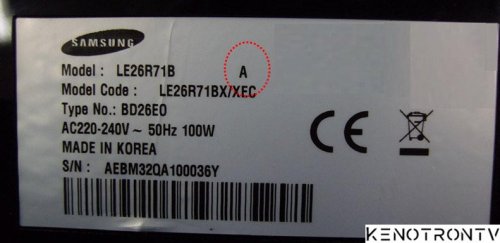 SAMSUNG
Model : LE26R71B A
Model Code : LE26R71BX/XEC
Type No.: BD26EO
AC220-240V~ 50Hz 100W
MADE IN KOREA
S/N : AEBM32QA100036Y
CE
KENOTRONTV